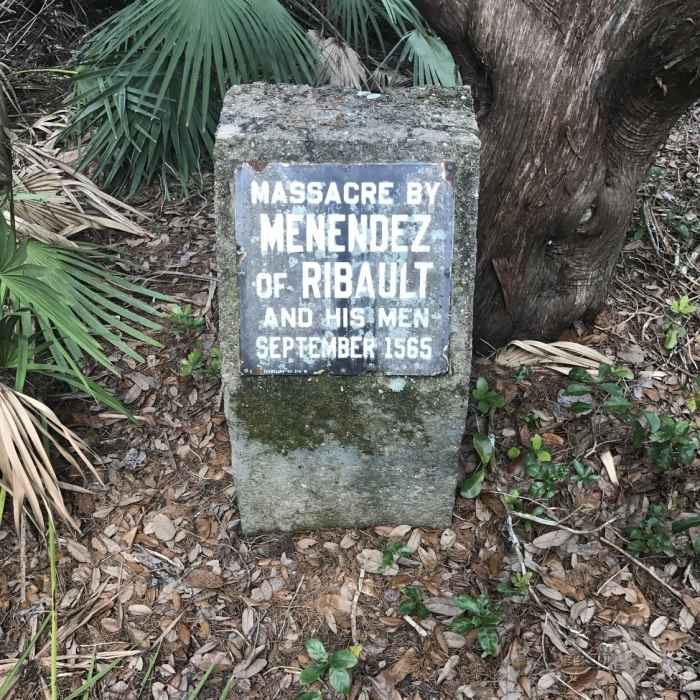 MASSACRE BY
MENENDEZ
OF RIBAULT
AND HIS MEN
SEPTEMBER 1565